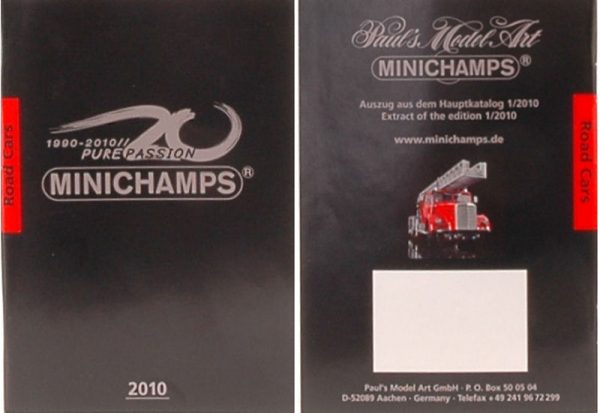 Road Cars
20
1990-2010//
PURE PASSION
MINICHAMPS®
2010
Paul's Model Art
MINICHAMPS®
Auszug aus dem Hauptkatalog 1/2010
Extract of the edition 1/2010
www.minichamps.de
Road Cars
Paul's Model Art GmbH · P. O. Box 50 05 04
D-52089 Aachen · Germany · Telefax + 49 241 96 72 299